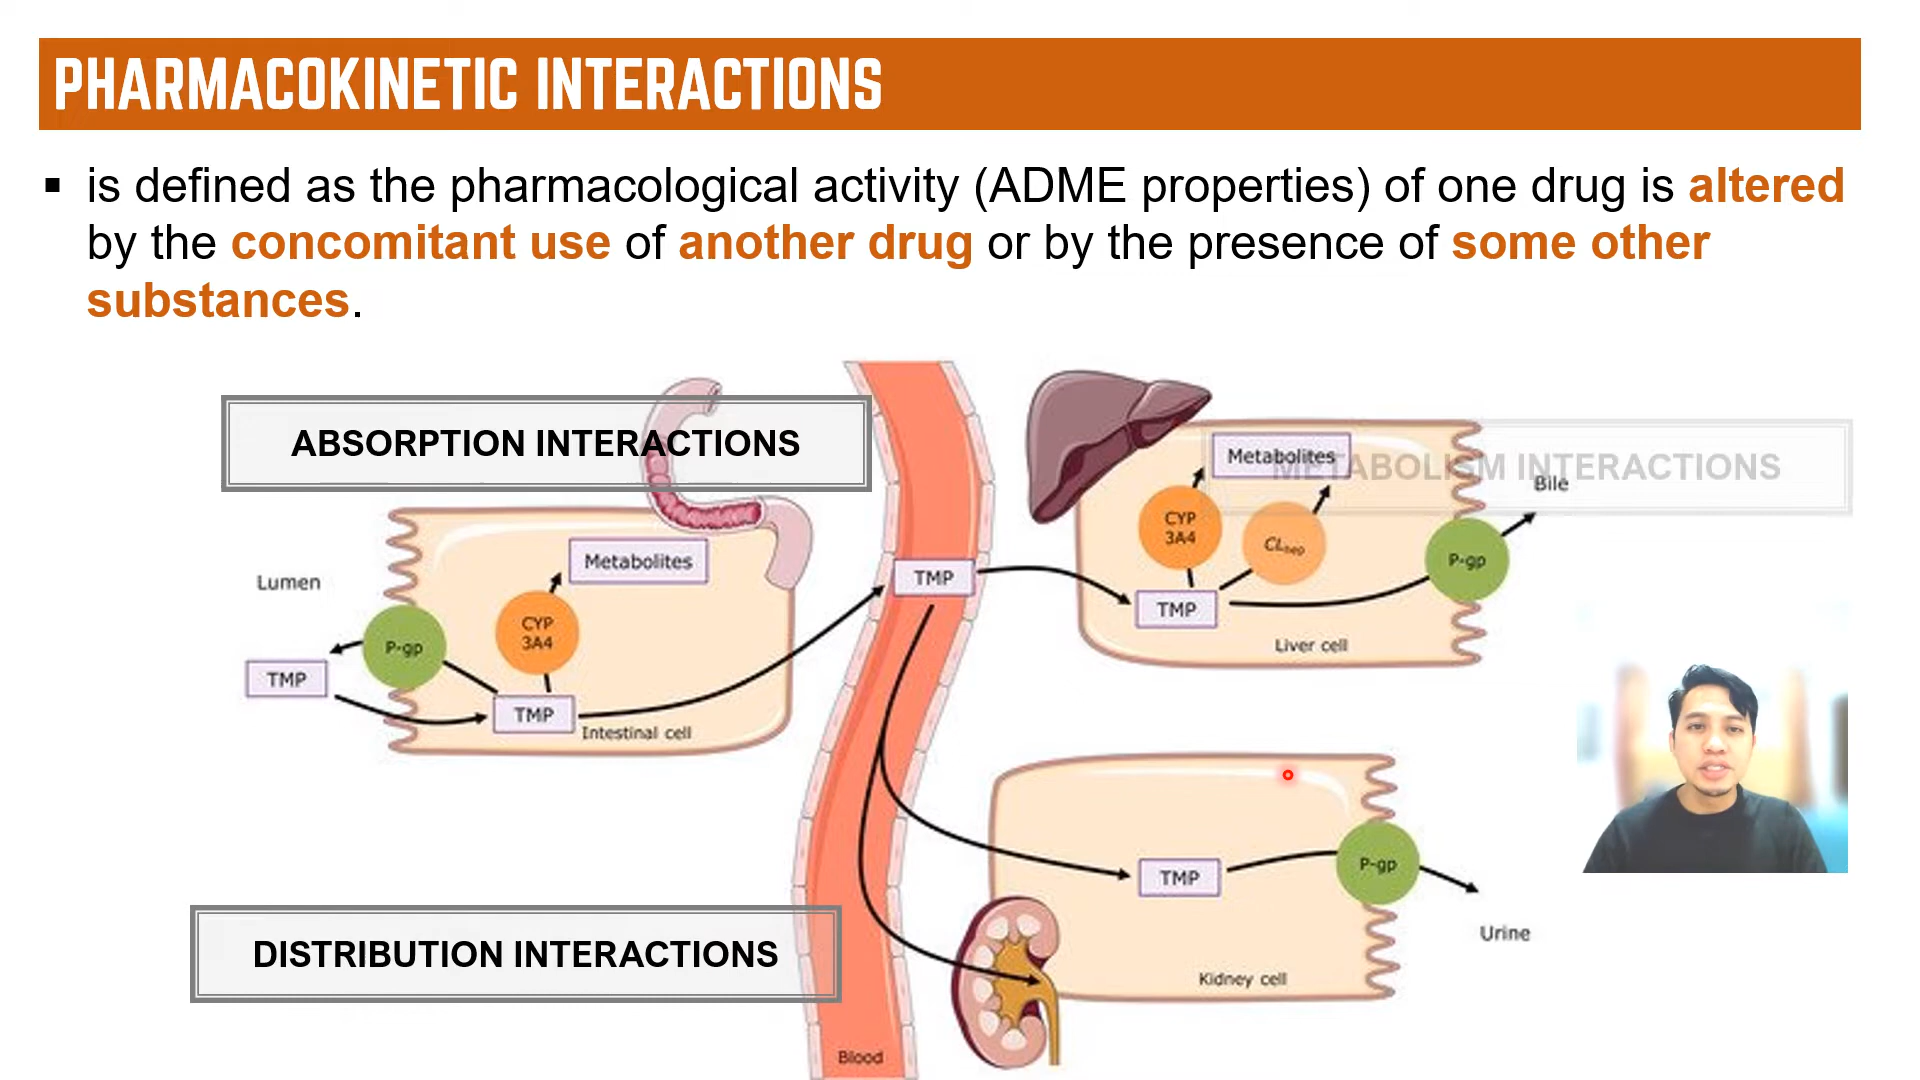 PHARMACOKINETIC INTERACTIONS
▪ is defined as the pharmacological activity (ADME properties) of one drug is altered
by the concomitant use of another drug or by the presence of some other
substances.
ABSORPTION INTERACTIONS
METABOLISM INTERACTIONS
Metabolites
Bile
CYP
3A4
CLhep
P-gp
TMP
Liver cell
Metabolites
Lumen
CYP
3A4
P-gp
TMP
TMP
Intestinal cell
TMP
TMP
P-gp
Urine
Kidney cell
DISTRIBUTION INTERACTIONS
Blood